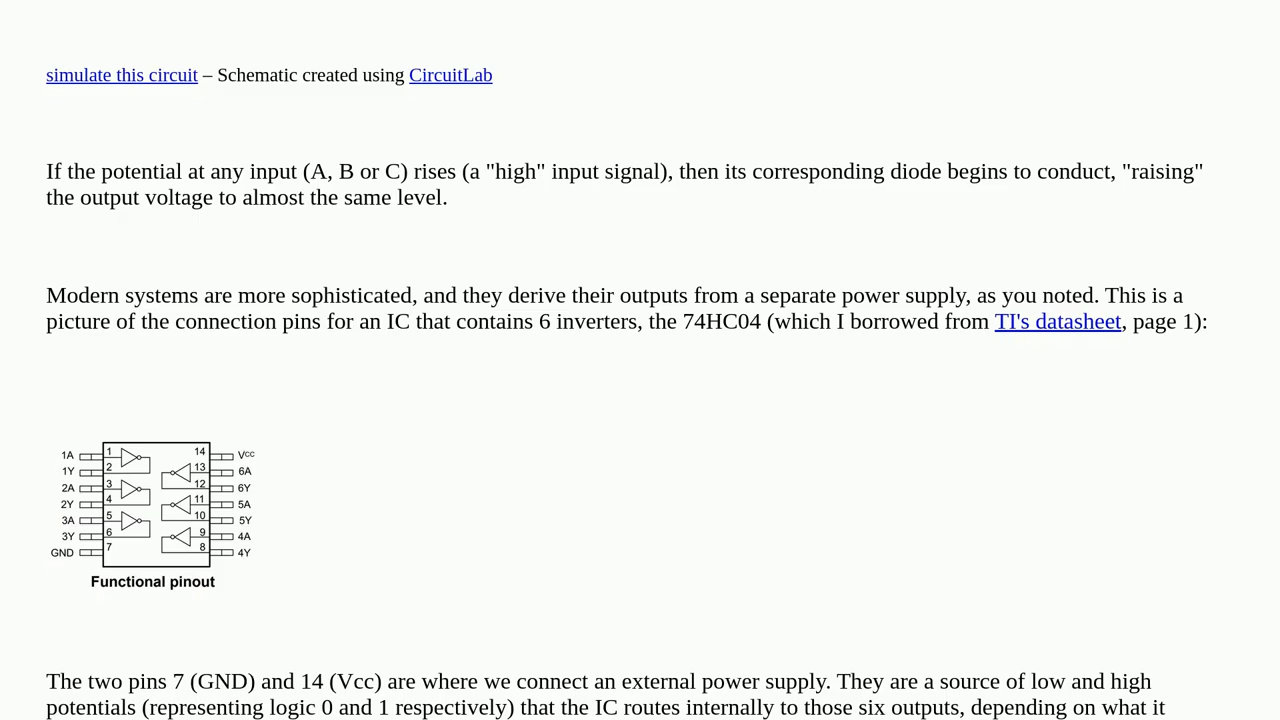 simulate this circuit – Schematic created using CircuitLab
If the potential at any input (A, B or C) rises (a "high" input signal), then its corresponding diode begins to conduct, "raising"
the output voltage to almost the same level.
Modern systems are more sophisticated, and they derive their outputs from a separate power supply, as you noted. This is a
picture of the connection pins for an IC that contains 6 inverters, the 74HC04 (which I borrowed from TI's datasheet, page 1):
1A 1 14 Vcc
1Y 2 13 6A
2A 3 12 6Y
2Y 4 11 5A
3A 5 10 5Y
3Y 6 9 4A
GND 7 8 4Y
Functional pinout
The two pins 7 (GND) and 14 (Vcc) are where we connect an external power supply. They are a source of low and high
potentials (representing logic 0 and 1 respectively) that the IC routes internally to those six outputs, depending on what it